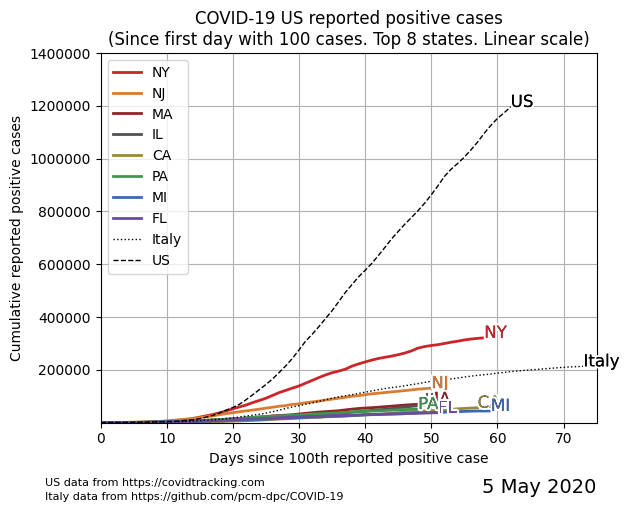 COVID-19 US reported positive cases
(Since first day with 100 cases. Top 8 states. Linear scale)
Cumulative reported positive cases
1400000
1200000
1000000
800000
600000
400000
200000
NY
NJ
MA
IL
CA
PA
MI
FL
Italy
US
US
NY
Italy
NJ
PA
FL
CA
MI
0
10
20
30
40
50
60
70
Days since 100th reported positive case
US data from https://covidtracking.com
Italy data from https://github.com/pcm-dpc/COVID-19
5 May 2020